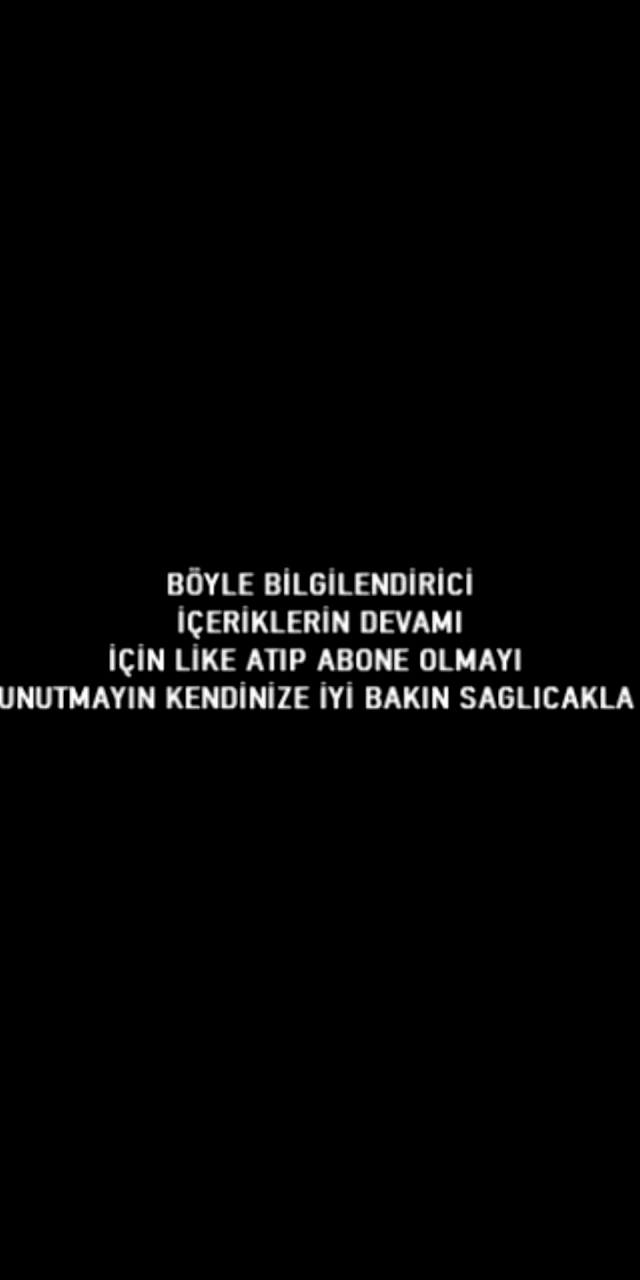 BÖYLE BİLGİLENDİRİCİ
İÇERİKLERİN DEVAMI
İÇİN LİKE ATIP ABONE OLMAYI
UNUTMAYIN KENDİNİZE İYİ BAKIN SAGLICAKLA